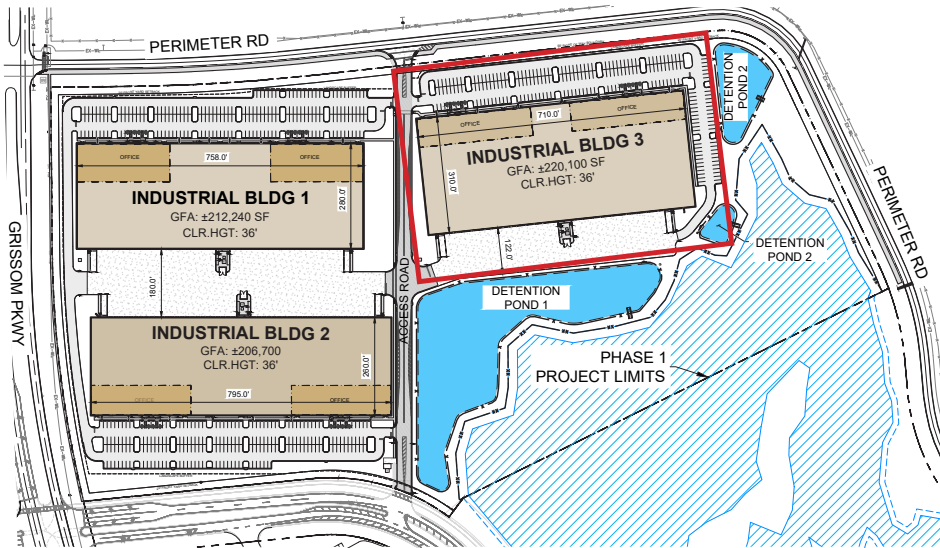 PERIMETER RD
OFFICE
758.0'
OFFICE
INDUSTRIAL BLDG 1
GFA: ±212,240 SF
CLR.HGT: 36'
280.0'
180.0'
INDUSTRIAL BLDG 2
GFA: ±206,700
CLR.HGT: 36'
260.0'
OFFICE
795.0'
OFFICE
GRISSOM PKWY
ACCESS ROAD
OFFICE
710.0'
OFFICE
INDUSTRIAL BLDG 3
GFA: ±220,100 SF
CLR.HGT: 36'
310.0'
122.0'
DETENTION
POND 2
DETENTION
POND 2
DETENTION
POND 1
PERIMETER RD
PHASE 1
PROJECT LIMITS